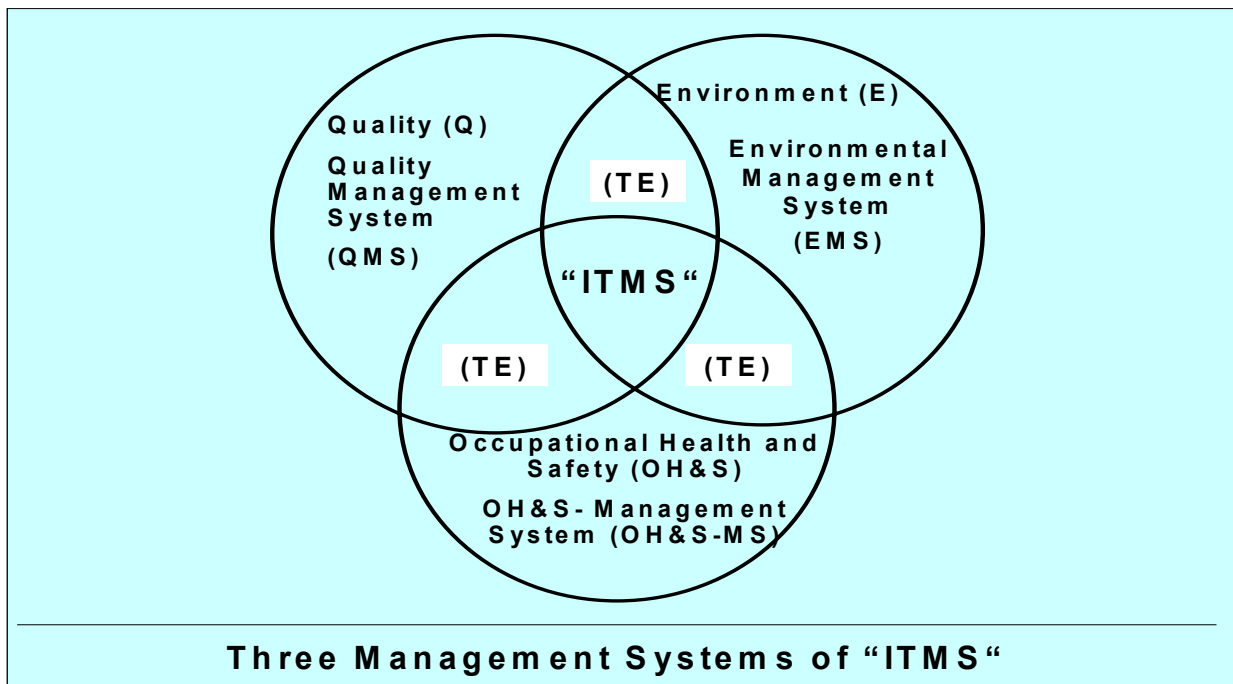 Quality (Q)
Quality
Management
System
(QMS)
Environment (E)
Environmental
Management
System
(EMS)
(TE)
“ITMS“
(TE)
(TE)
Occupational Health and
Safety (OH&S)
OH&S- Management
System (OH&S-MS)
Three Management Systems of “ITMS“